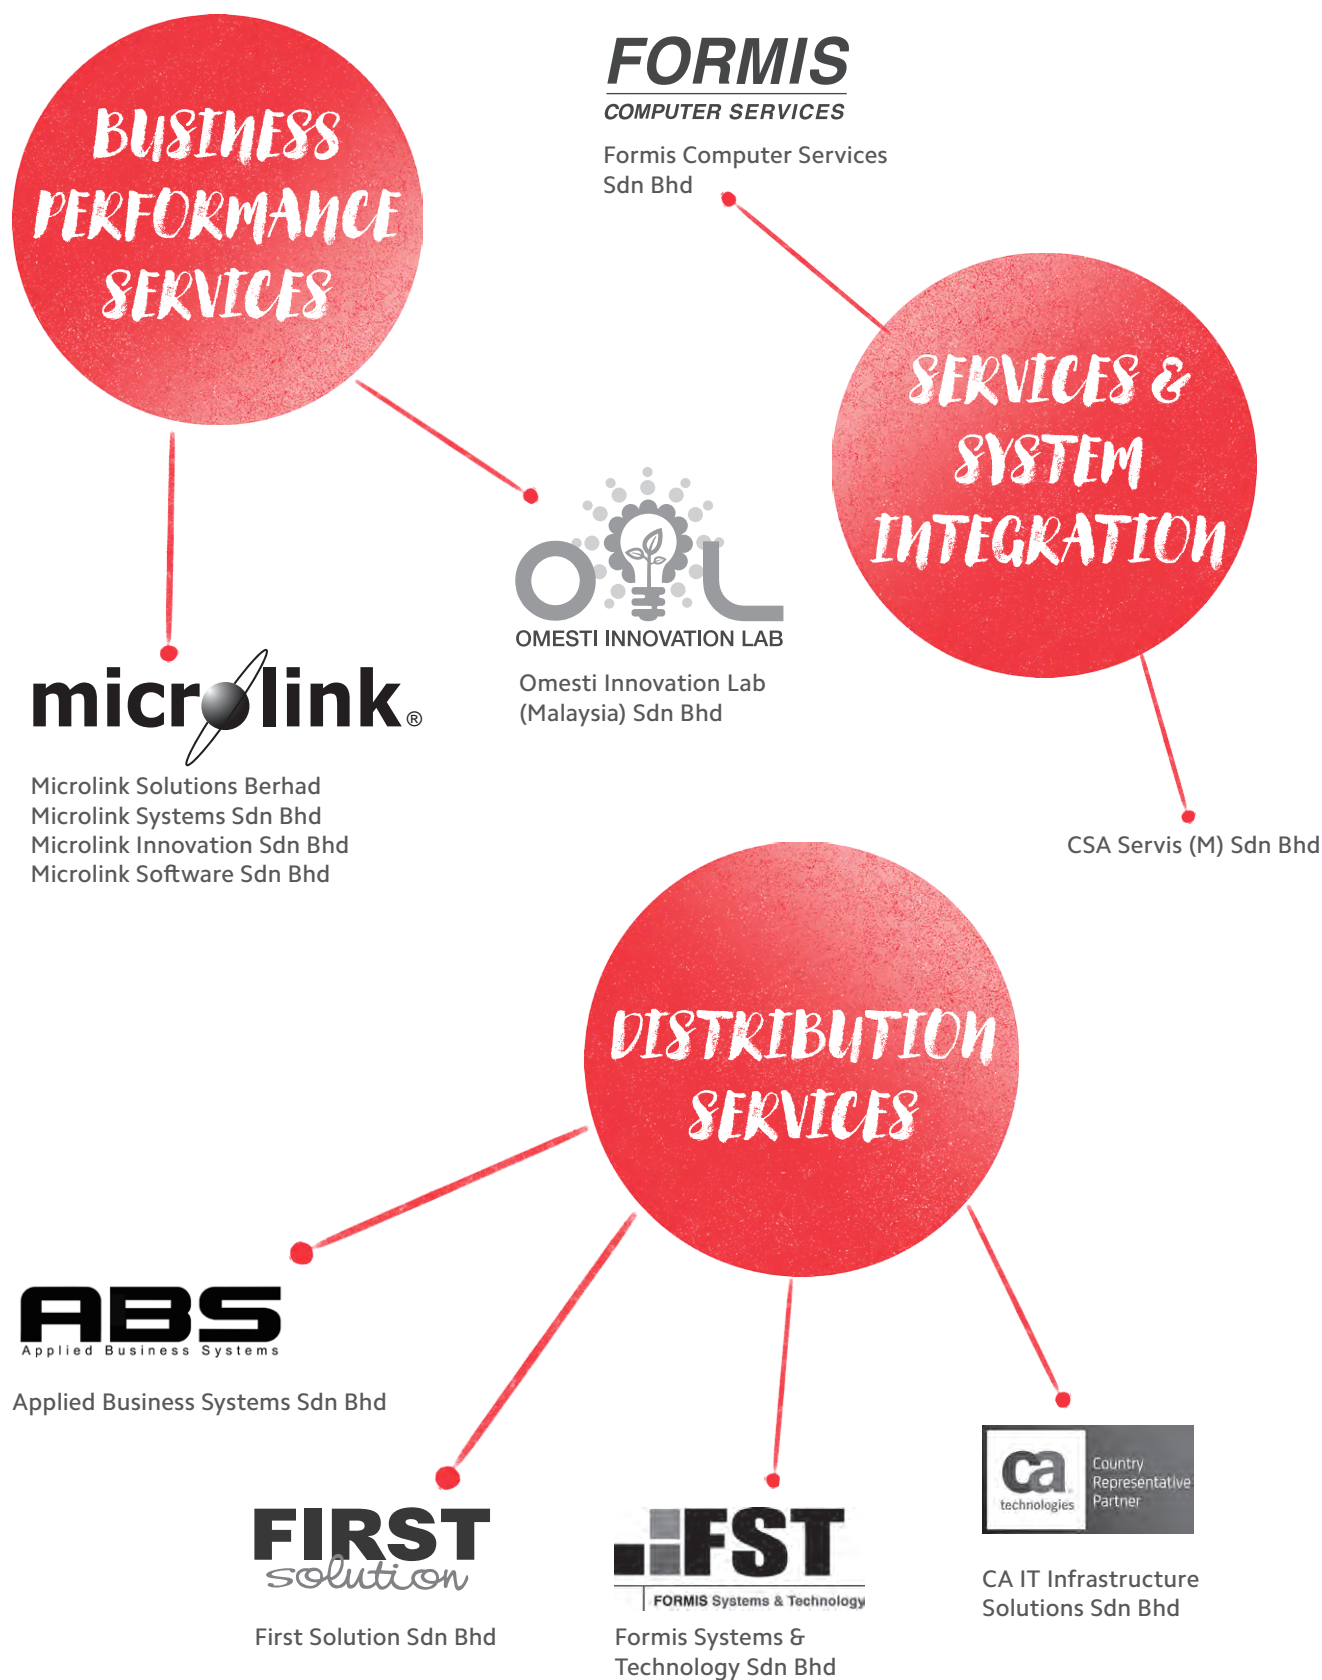 BUSINESS
PERFORMANCE
SERVICES
FORMIS
COMPUTER SERVICES
Formis Computer Services
Sdn Bhd
SERVICES &
SYSTEM
INTEGRATION
OIL
OMESTI INNOVATION LAB
Omesti Innovation Lab
(Malaysia) Sdn Bhd
microlink®
Microlink Solutions Berhad
Microlink Systems Sdn Bhd
Microlink Innovation Sdn Bhd
Microlink Software Sdn Bhd
CSA Servis (M) Sdn Bhd
DISTRIBUTION
SERVICES
ABS
Applied Business Systems
Applied Business Systems Sdn Bhd
FIRST
solution
First Solution Sdn Bhd
FST
FORMIS Systems & Technology
Formis Systems &
Technology Sdn Bhd
ca
technologies
Country
Representative
Partner
CA IT Infrastructure
Solutions Sdn Bhd